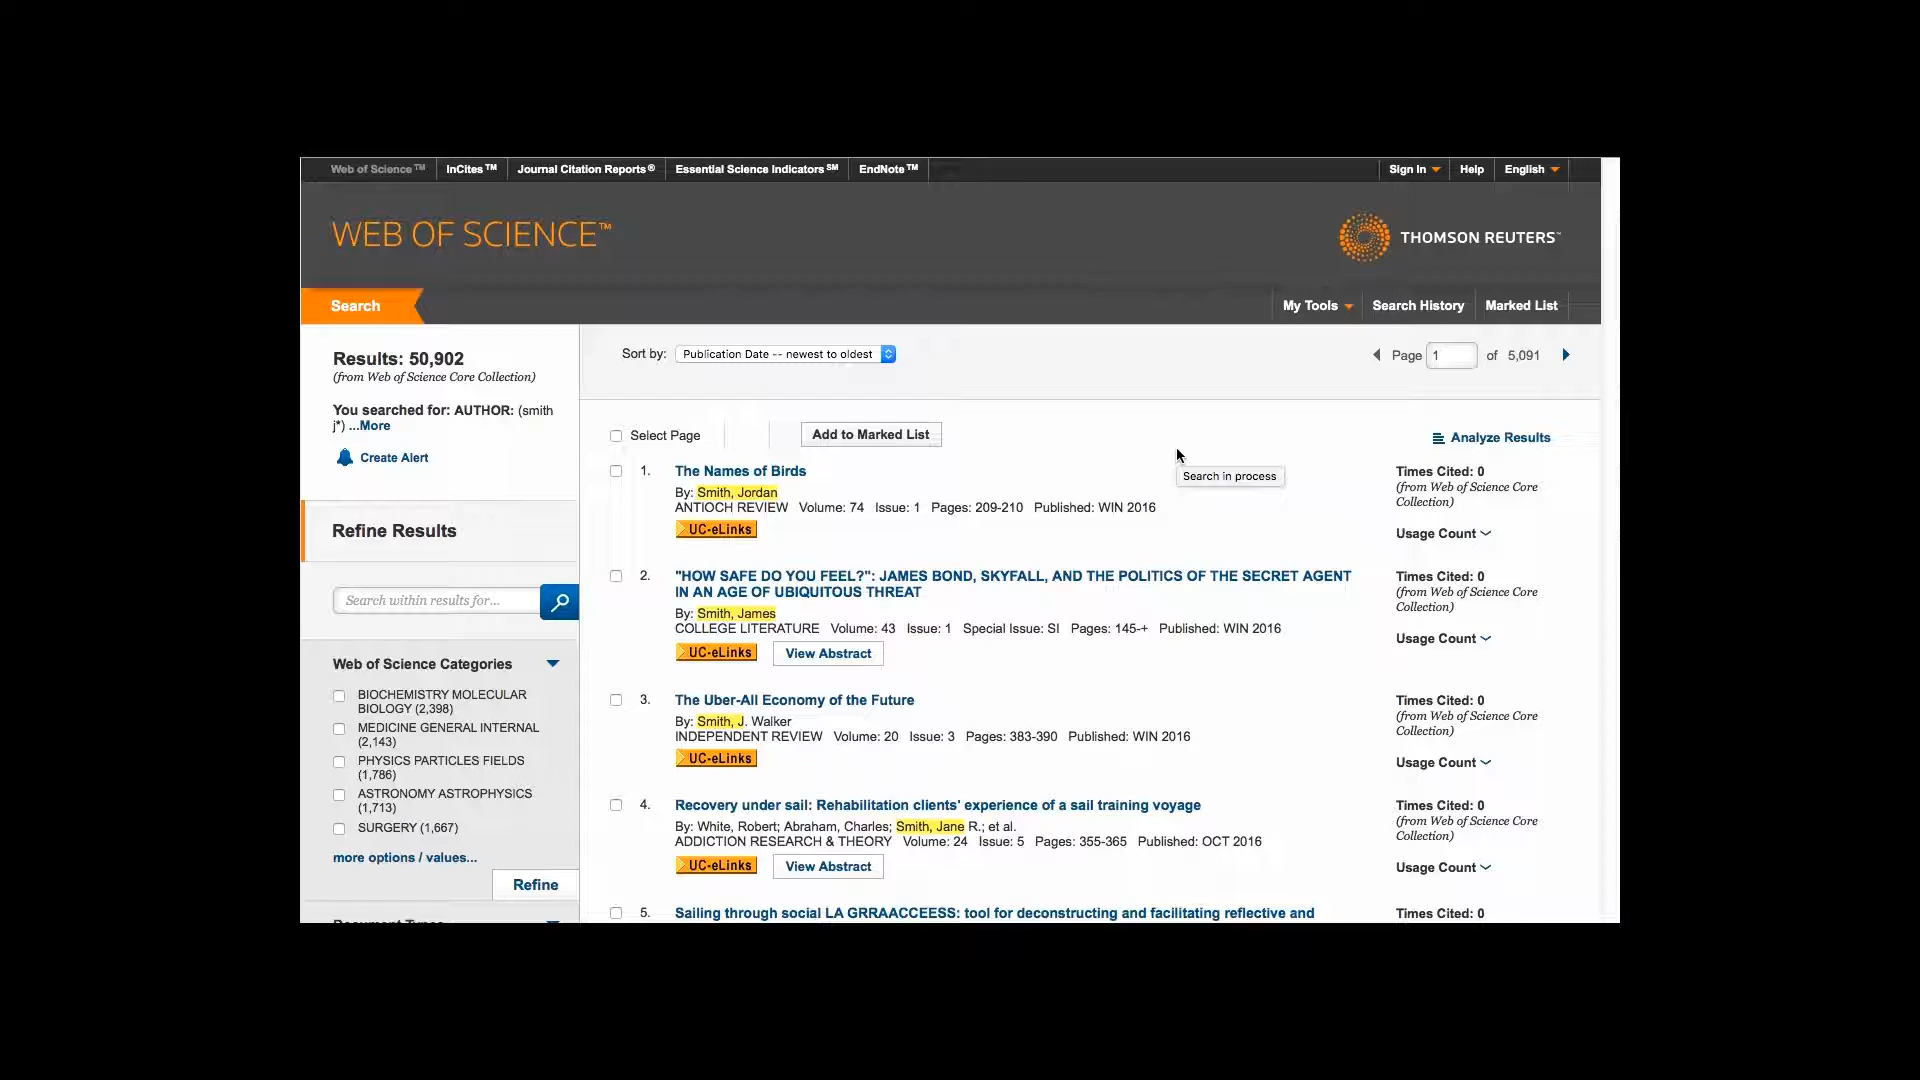 Web of Science™ InCites™ Journal Citation Reports® Essential Science Indicators℠ EndNote™ Sign In Help English
WEB OF SCIENCE™
THOMSON REUTERS™
Search My Tools Search History Marked List
Results: 50,902
(from Web of Science Core Collection)
You searched for: AUTHOR: (smith
j*) ...More
Create Alert
Refine Results
Search within results for...
Web of Science Categories
BIOCHEMISTRY MOLECULAR
BIOLOGY (2,398)
MEDICINE GENERAL INTERNAL
(2,143)
PHYSICS PARTICLES FIELDS
(1,786)
ASTRONOMY ASTROPHYSICS
(1,713)
SURGERY (1,667)
more options / values...
Refine
Document Types
Sort by: Publication Date -- newest to oldest
Page 1 of 5,091
Select Page Add to Marked List
Analyze Results
Search in process
1. The Names of Birds
By: Smith, Jordan
ANTIOCH REVIEW Volume: 74 Issue: 1 Pages: 209-210 Published: WIN 2016
UC-eLinks
Times Cited: 0
(from Web of Science Core
Collection)
Usage Count
2. "HOW SAFE DO YOU FEEL?": JAMES BOND, SKYFALL, AND THE POLITICS OF THE SECRET AGENT
IN AN AGE OF UBIQUITOUS THREAT
By: Smith, James
COLLEGE LITERATURE Volume: 43 Issue: 1 Special Issue: SI Pages: 145-+ Published: WIN 2016
UC-eLinks View Abstract
Times Cited: 0
(from Web of Science Core
Collection)
Usage Count
3. The Uber-All Economy of the Future
By: Smith, J. Walker
INDEPENDENT REVIEW Volume: 20 Issue: 3 Pages: 383-390 Published: WIN 2016
UC-eLinks
Times Cited: 0
(from Web of Science Core
Collection)
Usage Count
4. Recovery under sail: Rehabilitation clients' experience of a sail training voyage
By: White, Robert; Abraham, Charles; Smith, Jane R.; et al.
ADDICTION RESEARCH & THEORY Volume: 24 Issue: 5 Pages: 355-365 Published: OCT 2016
UC-eLinks View Abstract
Times Cited: 0
(from Web of Science Core
Collection)
Usage Count
5. Sailing through social LA GRRAACCEESS: tool for deconstructing and facilitating reflective and
Times Cited: 0